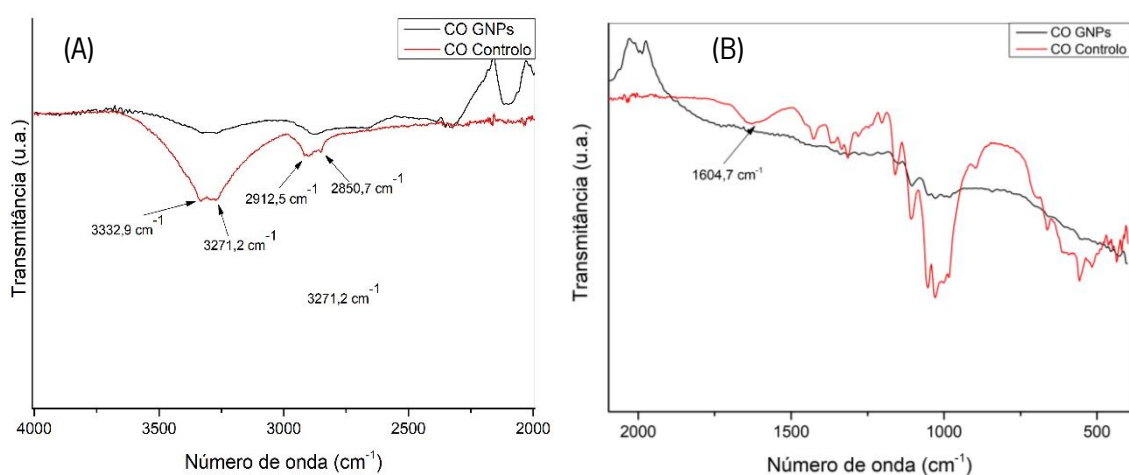 (A)
CO GNPs
CO Controlo
Transmitância (u.a.)
3332,9 cm⁻¹
3271,2 cm⁻¹
2912,5 cm⁻¹
2850,7 cm⁻¹
3271,2 cm⁻¹
4000 3500 3000 2500 2000
Número de onda (cm⁻¹)
(B)
CO GNPs
CO Controlo
Transmitância (u.a.)
1604,7 cm⁻¹
2000 1500 1000 500
Número de onda (cm⁻¹)